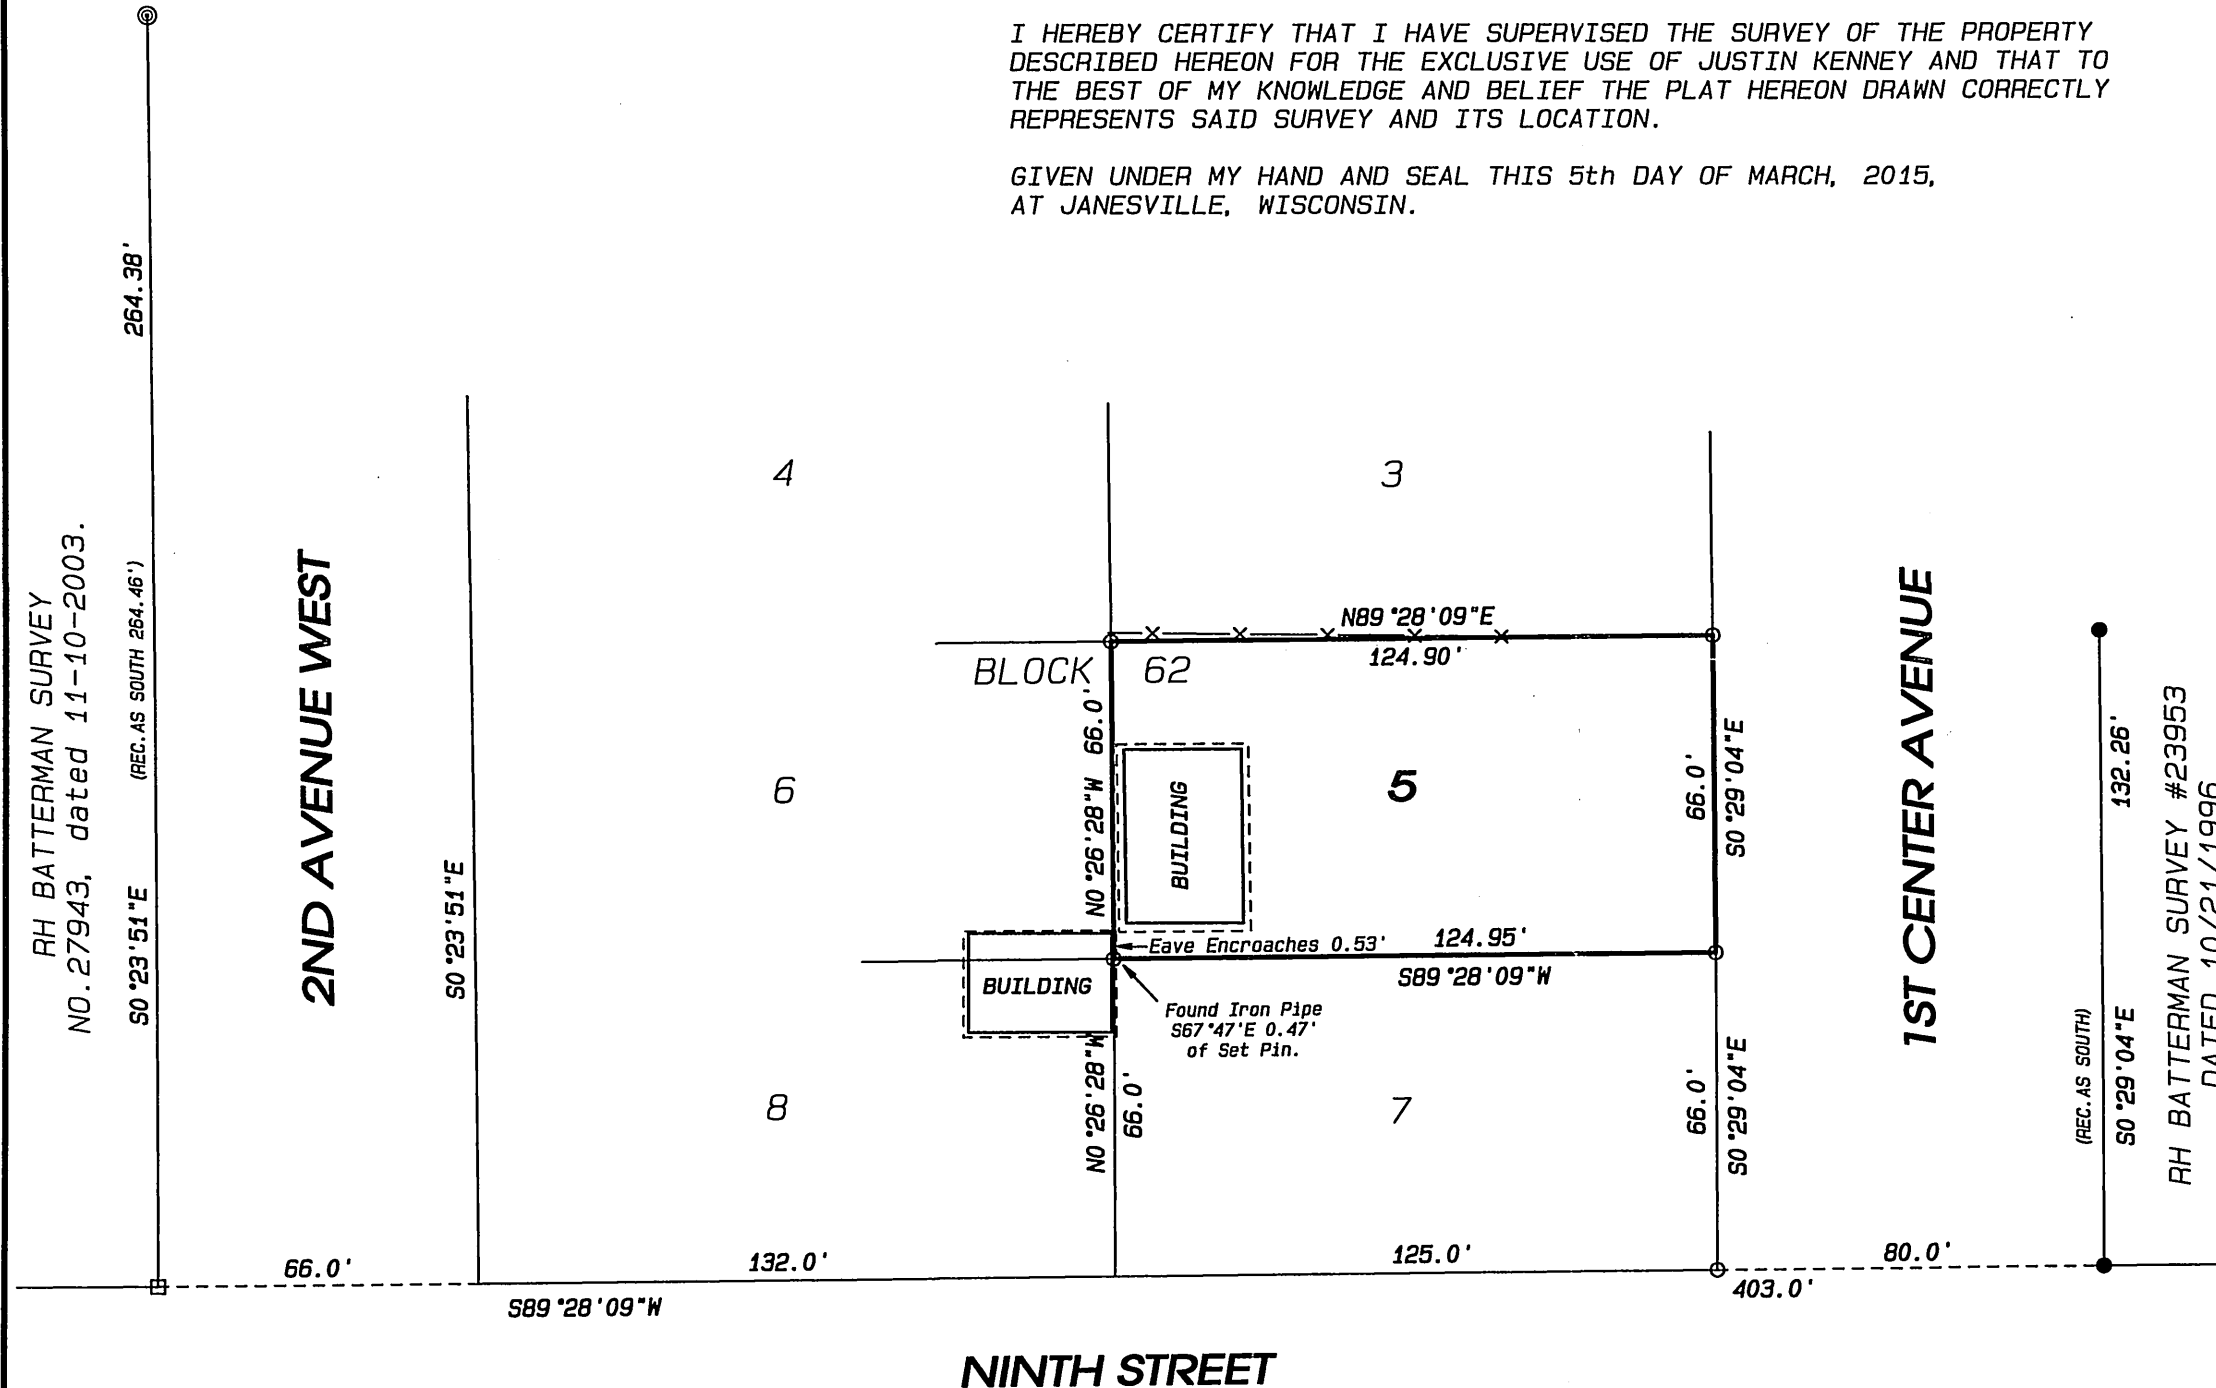 I HEREBY CERTIFY THAT I HAVE SUPERVISED THE SURVEY OF THE PROPERTY
DESCRIBED HEREON FOR THE EXCLUSIVE USE OF JUSTIN KENNEY AND THAT TO
THE BEST OF MY KNOWLEDGE AND BELIEF THE PLAT HEREON DRAWN CORRECTLY
REPRESENTS SAID SURVEY AND ITS LOCATION.
GIVEN UNDER MY HAND AND SEAL THIS 5th DAY OF MARCH, 2015,
AT JANESVILLE, WISCONSIN.
RH BATTERMAN SURVEY
NO.27943, dated 11-10-2003.
264.38'
(REC.AS SOUTH 264.46')
S0°23'51"E
2ND AVENUE WEST
S0°23'51"E
4
3
N89°28'09"E
124.90'
BLOCK 62
6
N0°26'28"W 66.0'
BUILDING
5
66.0'
S0°29'04"E
Eave Encroaches 0.53'
124.95'
S89°28'09"W
BUILDING
Found Iron Pipe
S67°47'E 0.47'
of Set Pin.
8
N0°26'28"W
66.0'
7
66.0'
S0°29'04"E
1ST CENTER AVENUE
132.26'
(REC.AS SOUTH)
S0°29'04"E
RH BATTERMAN SURVEY #23953
DATED 10/21/1996
66.0'
132.0'
125.0'
80.0'
S89°28'09"W
403.0'
NINTH STREET